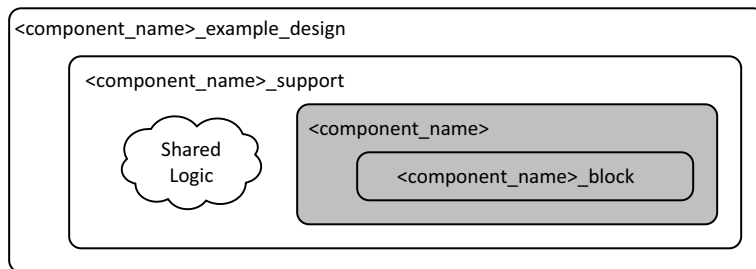 <component_name>_example_design
<component_name>_support
Shared
Logic
<component_name>
<component_name>_block